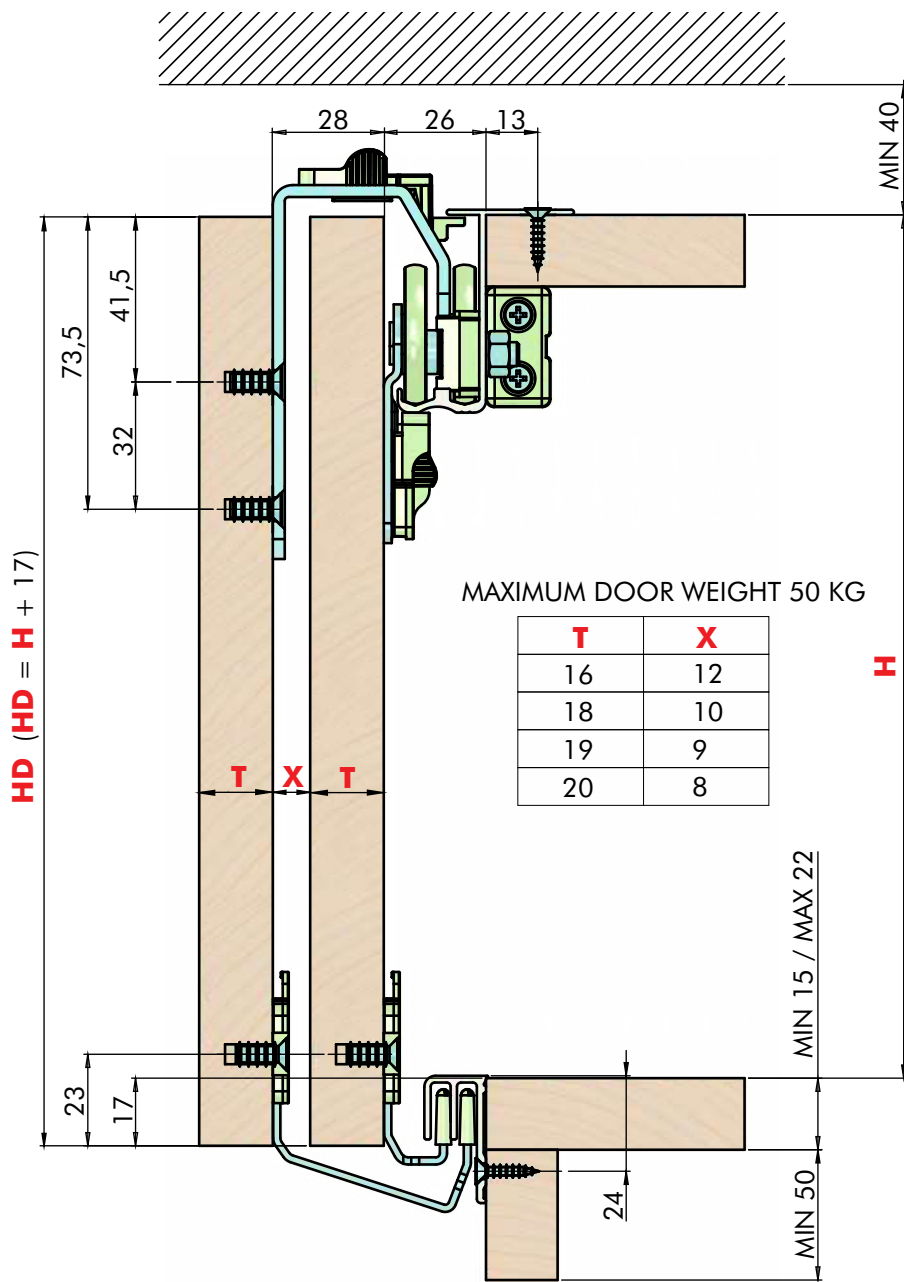 28
26
13
MIN 40
41,5
73,5
32
HD (HD = H + 17)
MAXIMUM DOOR WEIGHT 50 KG
T X
16 12
18 10
19 9
20 8
H
T X T
MIN 15 / MAX 22
23
17
24
MIN 50